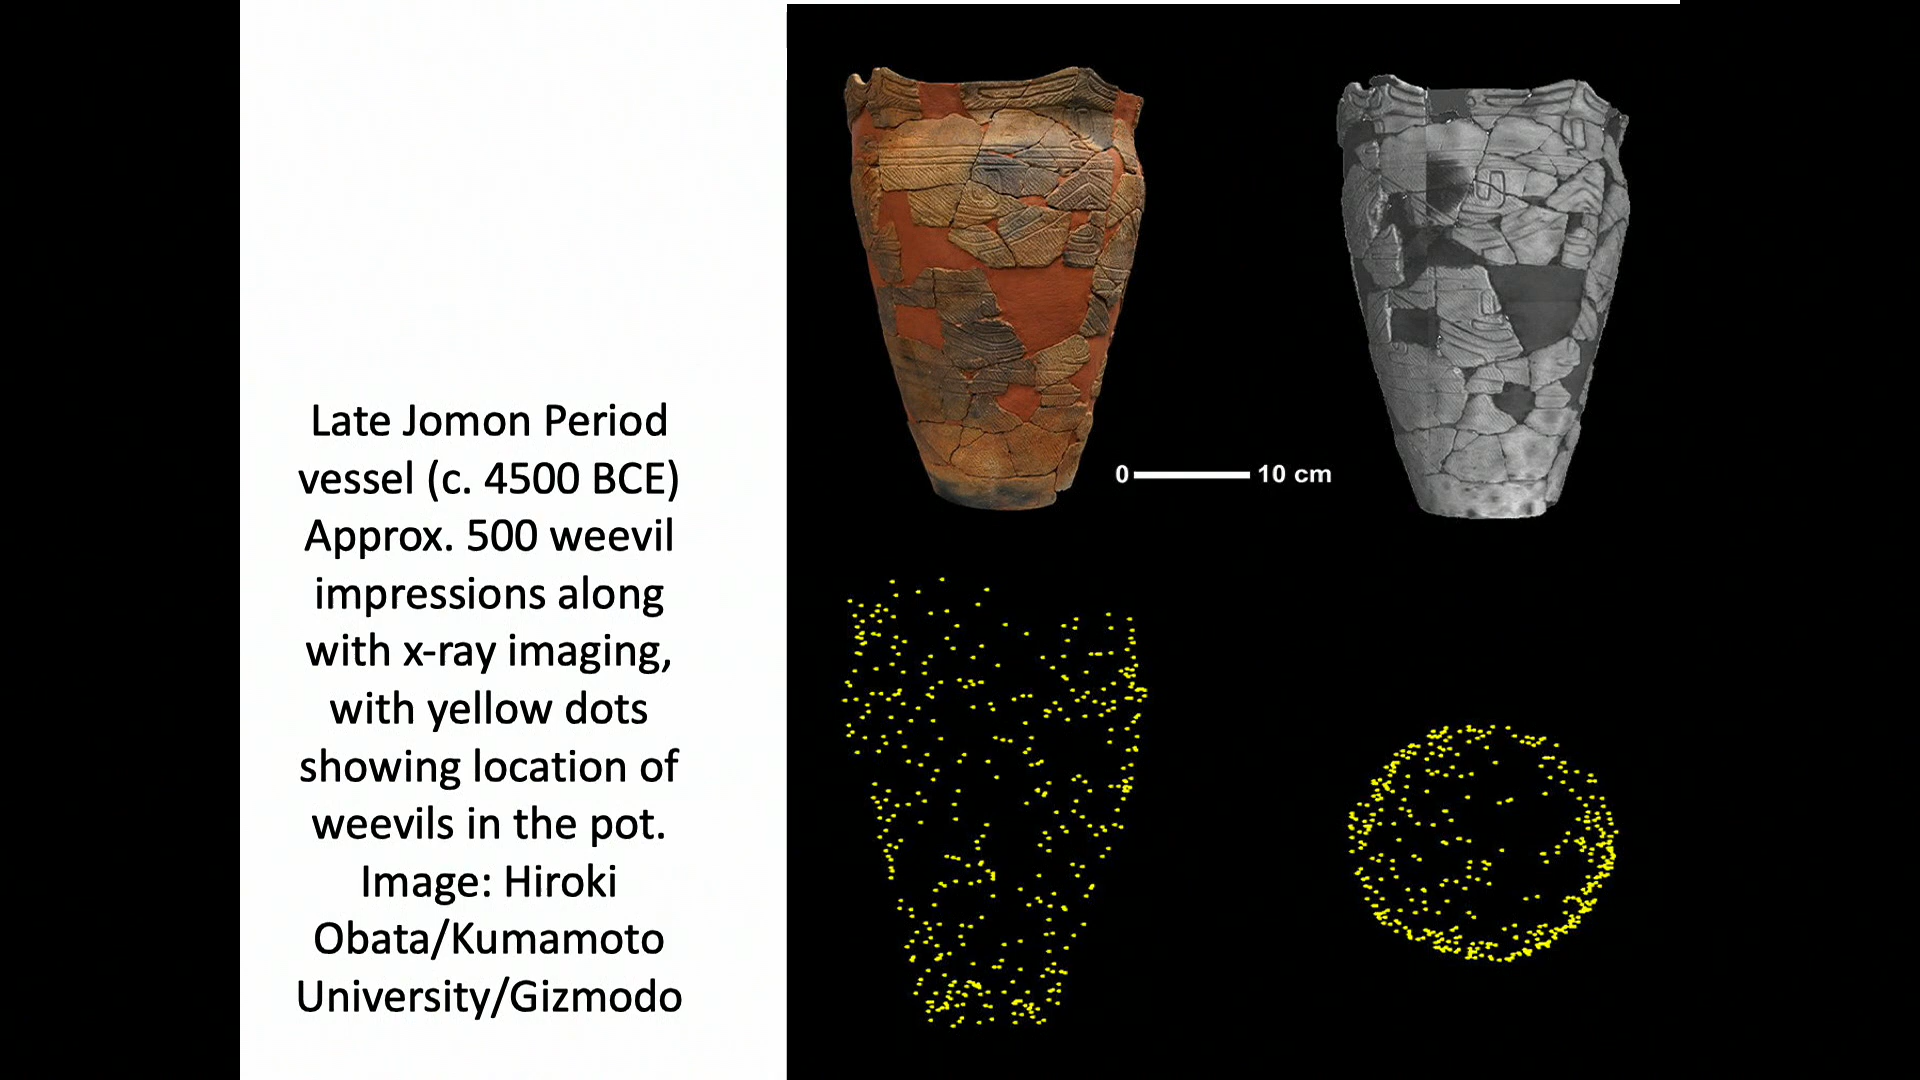 Late Jomon Period
vessel (c. 4500 BCE)
Approx. 500 weevil
impressions along
with x-ray imaging,
with yellow dots
showing location of
weevils in the pot.
Image: Hiroki
Obata/Kumamoto
University/Gizmodo
0 10 cm